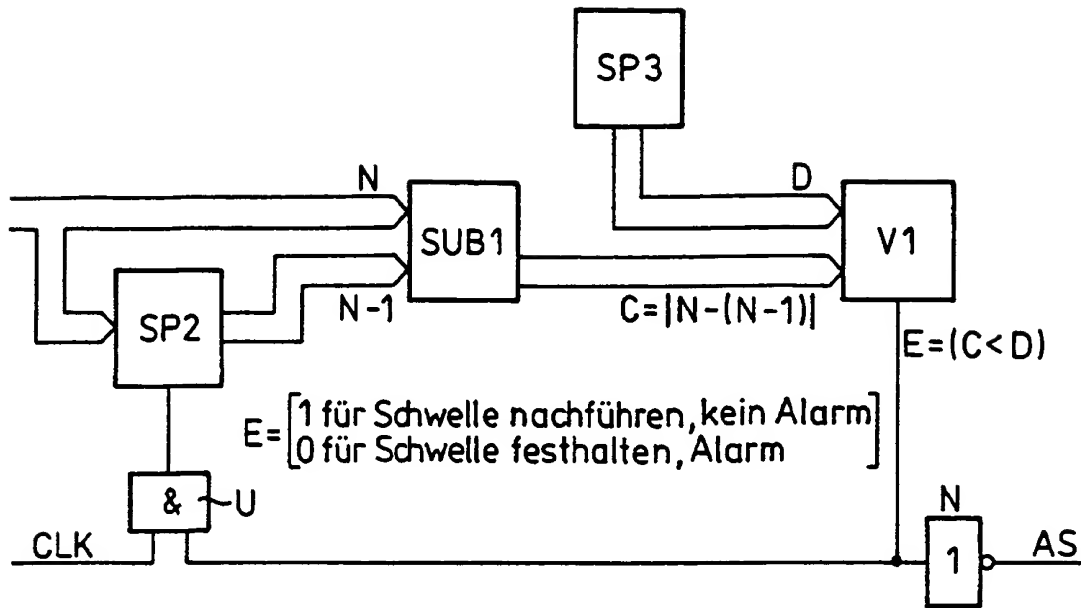 SP3
N
D
SUB1
V1
SP2
N-1
C=|N-(N-1)|
E=(C<D)
E=[1 für Schwelle nachführen, kein Alarm]
[0 für Schwelle festhalten, Alarm]
& U
N
CLK
1
AS